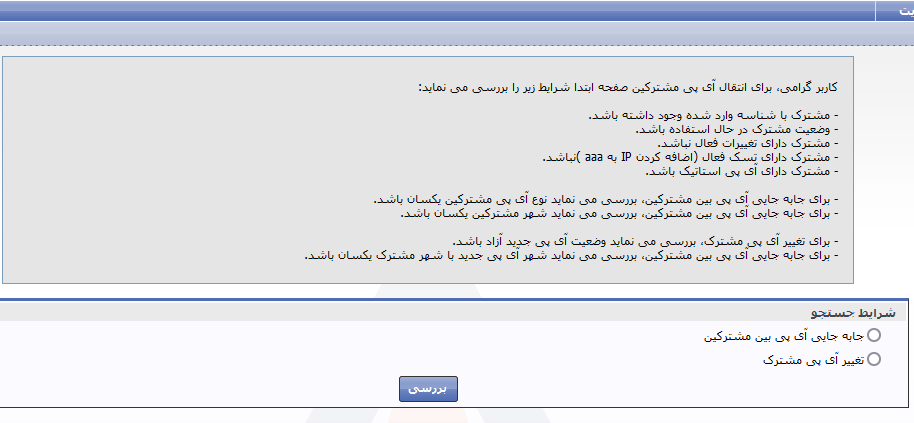 کاربر گرامی، برای انتقال آی پی مشترکین صفحه ابتدا شرایط زیر را بررسی می نماید:
- مشترک با شناسه وارد شده وجود داشته باشد.
- وضعیت مشترک در حال استفاده باشد.
- مشترک دارای تغییرات فعال نباشد.
- مشترک دارای تسک فعال (اضافه کردن IP به aaa )نباشد.
- مشترک دارای آی پی استاتیک باشد.
- برای جابه جایی آی پی بین مشترکین، بررسی می نماید نوع آی پی مشترکین یکسان باشد.
- برای جابه جایی آی پی بین مشترکین، بررسی می نماید شهر مشترکین یکسان باشد.
- برای تغییر آی پی مشترک، بررسی می نماید وضعیت آی پی جدید آزاد باشد.
- برای جابه جایی آی پی بین مشترکین، بررسی می نماید شهر آی پی جدید با شهر مشترک یکسان باشد.
شرایط جستجو
جابه جایی آی پی بین مشترکین
تغییر آی پی مشترک
بررسی